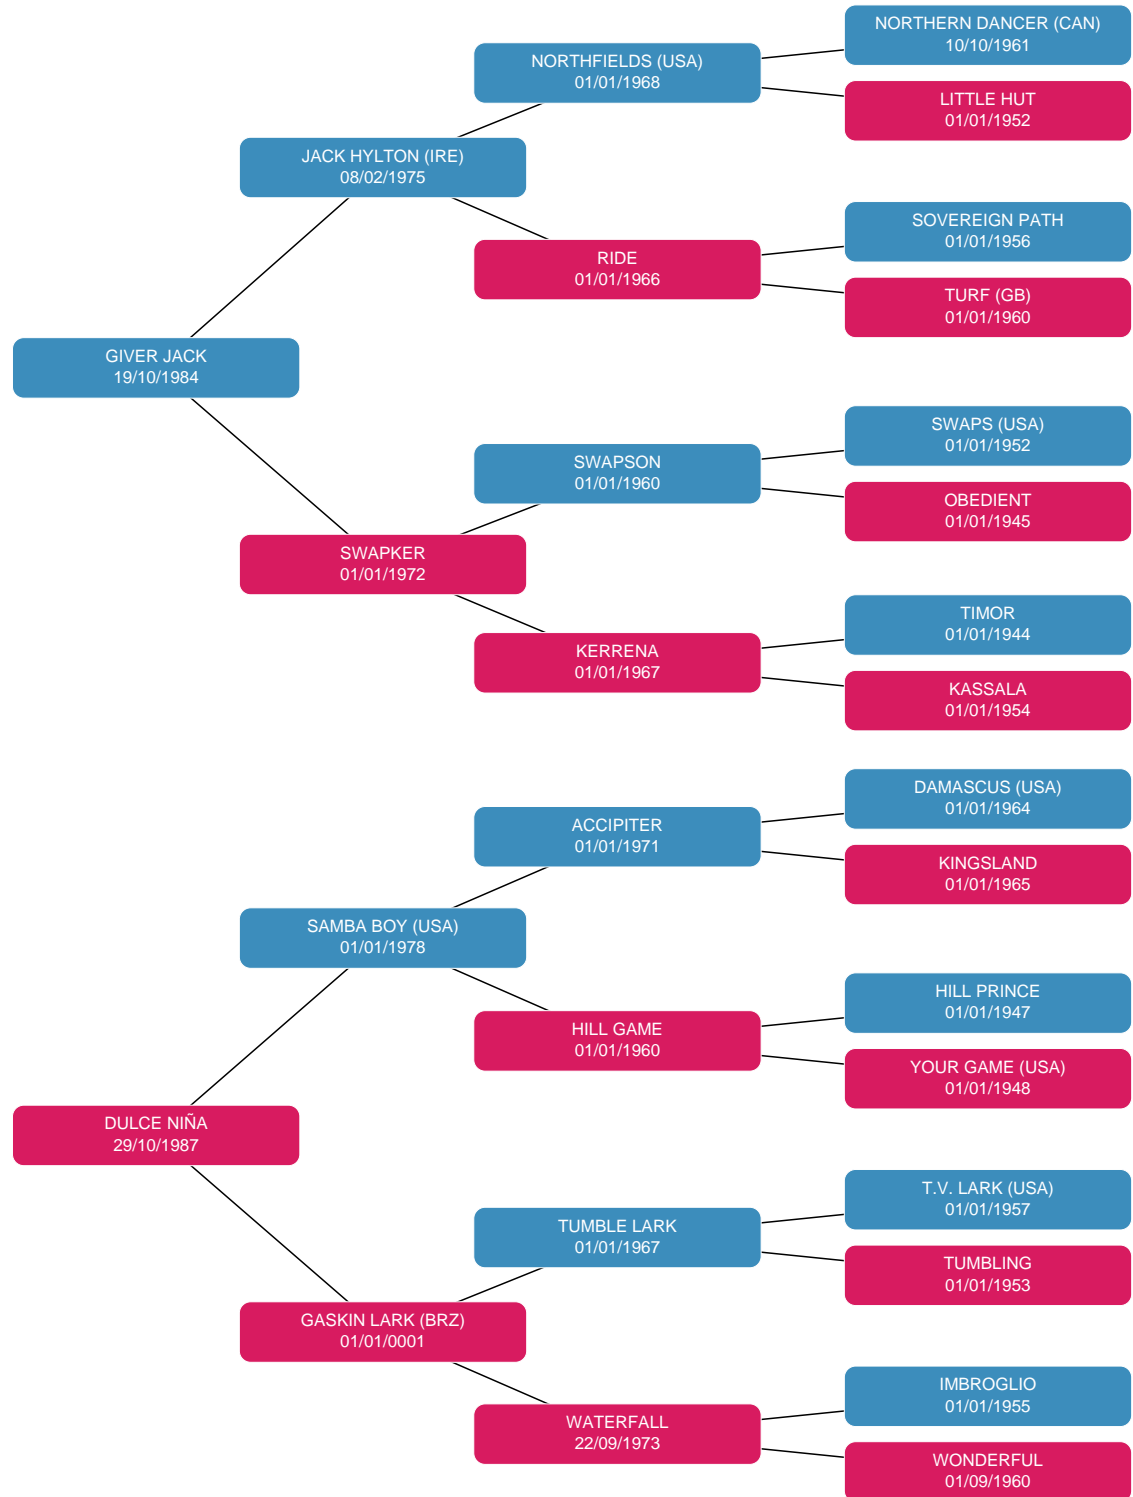 NORTHERN DANCER (CAN)
10/10/1961
NORTHFIELDS (USA)
01/01/1968
LITTLE HUT
01/01/1952
JACK HYLTON (IRE)
08/02/1975
SOVEREIGN PATH
01/01/1956
RIDE
01/01/1966
TURF (GB)
01/01/1960
GIVER JACK
19/10/1984
SWAPS (USA)
01/01/1952
SWAPSON
01/01/1960
OBEDIENT
01/01/1945
SWAPKER
01/01/1972
TIMOR
01/01/1944
KERRENA
01/01/1967
KASSALA
01/01/1954
DAMASCUS (USA)
01/01/1964
ACCIPITER
01/01/1971
KINGSLAND
01/01/1965
SAMBA BOY (USA)
01/01/1978
HILL PRINCE
01/01/1947
HILL GAME
01/01/1960
YOUR GAME (USA)
01/01/1948
DULCE NIÑA
29/10/1987
T.V. LARK (USA)
01/01/1957
TUMBLE LARK
01/01/1967
TUMBLING
01/01/1953
GASKIN LARK (BRZ)
01/01/0001
IMBROGLIO
01/01/1955
WATERFALL
22/09/1973
WONDERFUL
01/09/1960